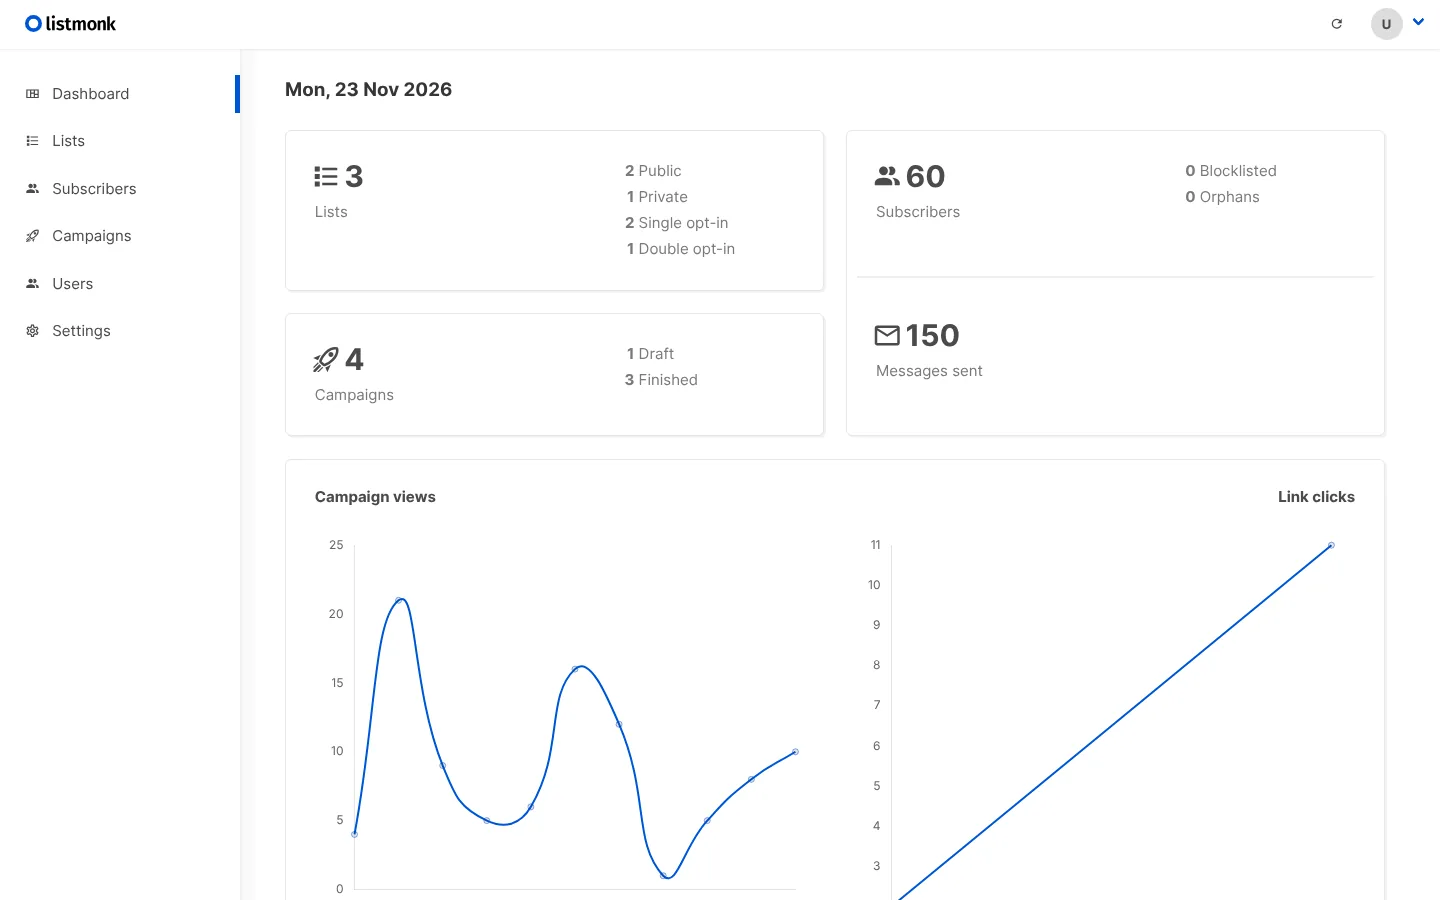 listmonk
U
Dashboard
Lists
Subscribers
Campaigns
Users
Settings
Mon, 23 Nov 2026
3
Lists
2 Public
1 Private
2 Single opt-in
1 Double opt-in
60
Subscribers
0 Blocklisted
0 Orphans
4
Campaigns
1 Draft
3 Finished
150
Messages sent
Campaign views
25
20
15
10
5
0
Link clicks
11
10
9
8
7
6
5
4
3